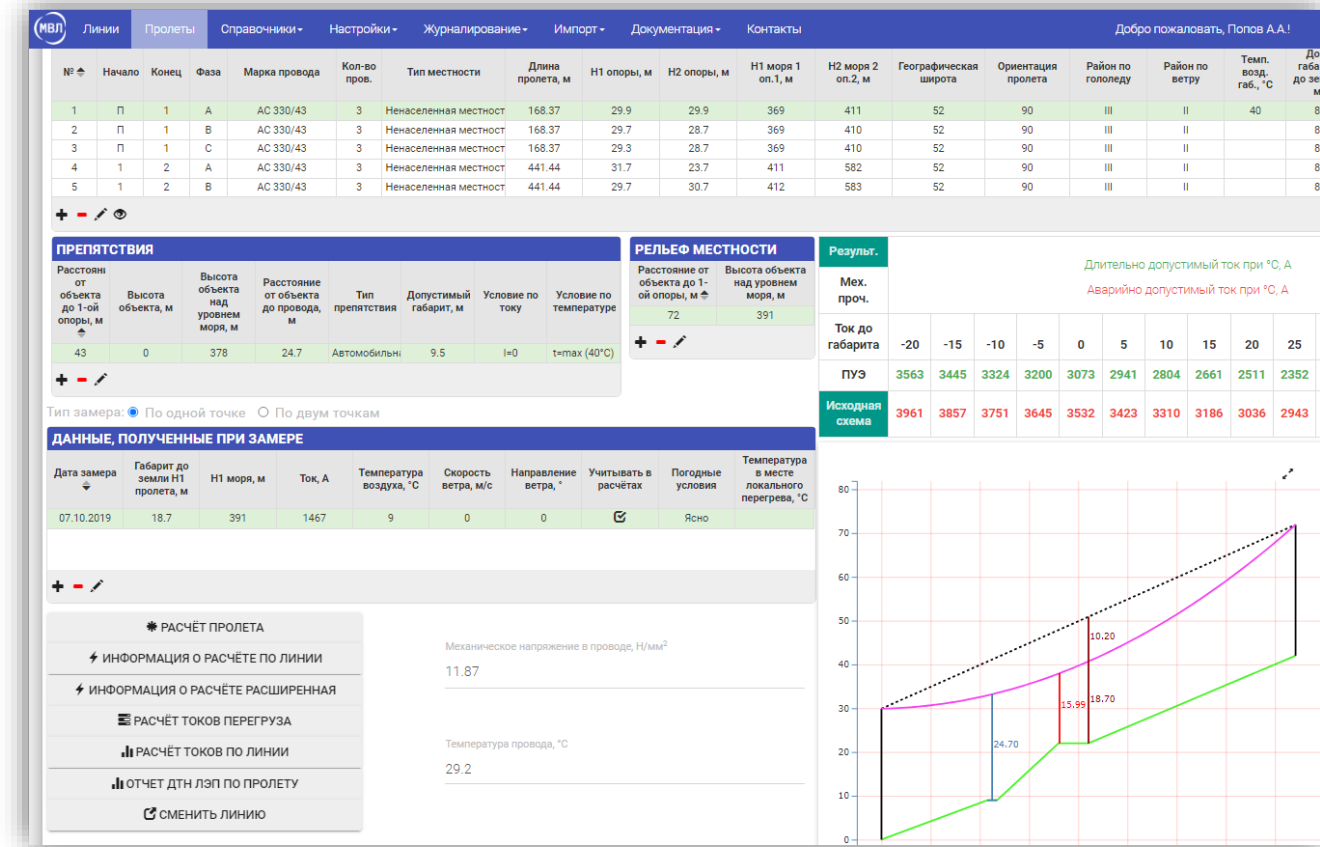 МВЛ Линии Пролеты Справочники Настройки Журналирование Импорт Документация Контакты Добро пожаловать, Попов А.А.!
№ Начало Конец Фаза Марка провода Кол-во пров. Тип местности Длина пролета, м Н1 опоры, м Н2 опоры, м Н1 моря 1 оп.1, м Н2 моря 2 оп.2, м Географическая широта Ориентация пролета Район по гололеду Район по ветру Темп. возд. габ., °С
1 П 1 А АС 330/43 3 Ненаселенная местност 168.37 29.9 29.9 369 411 52 90 III II 40 8
2 П 1 В АС 330/43 3 Ненаселенная местност 168.37 29.7 28.7 369 410 52 90 III II 8
3 П 1 С АС 330/43 3 Ненаселенная местност 168.37 29.3 28.7 369 410 52 90 III II 8
4 1 2 А АС 330/43 3 Ненаселенная местност 441.44 31.7 23.7 411 582 52 90 III II 8
5 1 2 В АС 330/43 3 Ненаселенная местност 441.44 29.7 30.7 412 583 52 90 III II 8
ПРЕПЯТСТВИЯ
Расстоян от объекта до 1-ой опоры, м Высота объекта, м Высота объекта над уровнем моря, м Расстояние от объекта до провода, м Тип препятствия Допустимый габарит, м Условие по току Условие по температуре
43 0 378 24.7 Автомобильн 9.5 I=0 t=max (40°C)
РЕЛЬЕФ МЕСТНОСТИ
Расстояние от объекта до 1-ой опоры, м Высота объекта над уровнем моря, м
72 391
Результ.
Длительно допустимый ток при °С, А
Аварийно допустимый ток при °С, А
Мех. проч.
Ток до габарита -20 -15 -10 -5 0 5 10 15 20 25
ПУЭ 3563 3445 3324 3200 3073 2941 2804 2661 2511 2352
Исходная схема 3961 3857 3751 3645 3532 3423 3310 3186 3036 2943
Тип замера: По одной точке По двум точкам
ДАННЫЕ, ПОЛУЧЕННЫЕ ПРИ ЗАМЕРЕ
Дата замера Габарит до земли Н1 пролета, м Н1 моря, м Ток, А Температура воздуха, °С Скорость ветра, м/с Направление ветра, ° Учитывать в расчётах Погодные условия Температура в месте локального перегрева, °С
07.10.2019 18.7 391 1467 9 0 0 Ясно
РАСЧЁТ ПРОЛЕТА
ИНФОРМАЦИЯ О РАСЧЁТЕ ПО ЛИНИИ
ИНФОРМАЦИЯ О РАСЧЁТЕ РАСШИРЕННАЯ
РАСЧЁТ ТОКОВ ПЕРЕГРУЗА
РАСЧЁТ ТОКОВ ПО ЛИНИИ
ОТЧЕТ ДТН ЛЭП ПО ПРОЛЕТУ
СМЕНИТЬ ЛИНИЮ
Механическое напряжение в проводе, Н/мм²
11.87
Температура провода, °С
29.2
80
70
60
50
40
30
20
10
0
10.20
15.99 18.70
24.70